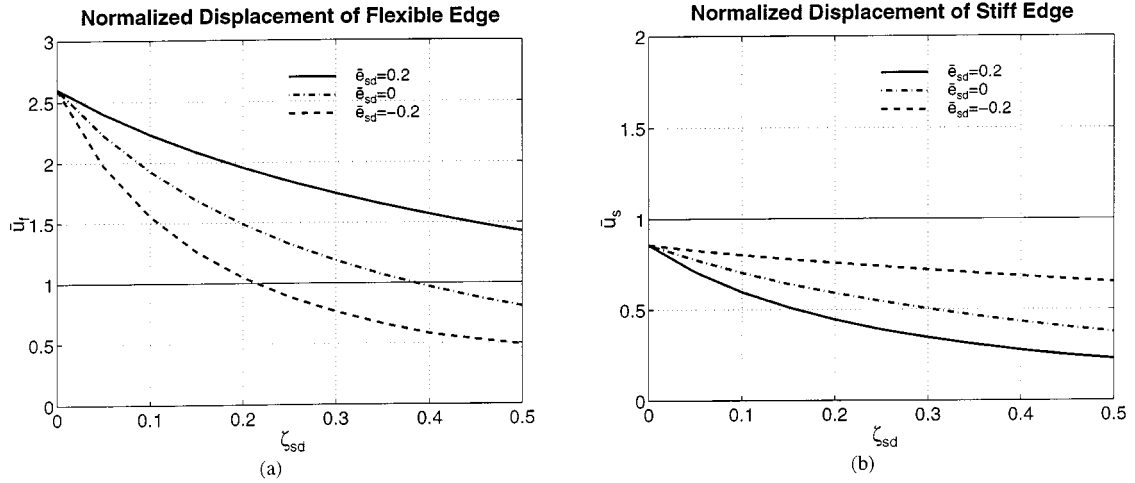 Normalized Displacement of Flexible Edge
3
2.5
2
1.5
1
0.5
0
ū_f
ē_sd=0.2
ē_sd=0
ē_sd=−0.2
0 0.1 0.2 0.3 0.4 0.5
ζ_sd
(a)
Normalized Displacement of Stiff Edge
2
1.5
1
0.5
0
ū_s
ē_sd=0.2
ē_sd=0
ē_sd=−0.2
0 0.1 0.2 0.3 0.4 0.5
ζ_sd
(b)